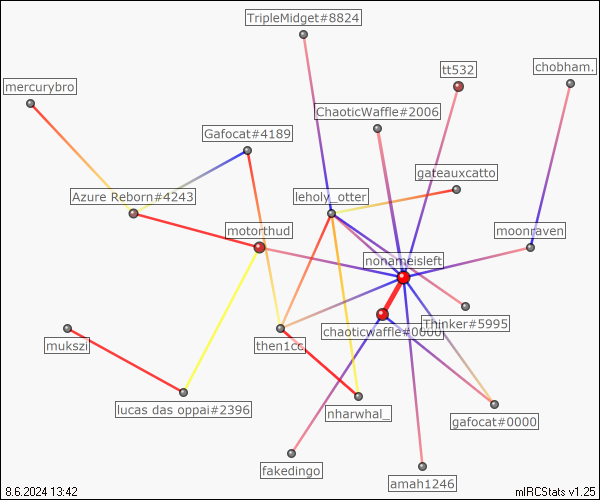 TripleMidget#8824
tt532
chobham.
mercurybro
ChaoticWaffle#2006
Gafocat#4189
gateauxcatto
Azure Reborn#4243
leholy_otter
motorthud
moonraven
nonameisleft
chaoticwaffle#0000
Thinker#5995
mukszi
then1cc
lucas das oppai#2396
nharwhal_
gafocat#0000
fakedingo
amah1246
8.6.2024 13:42
mIRCStats v1.25